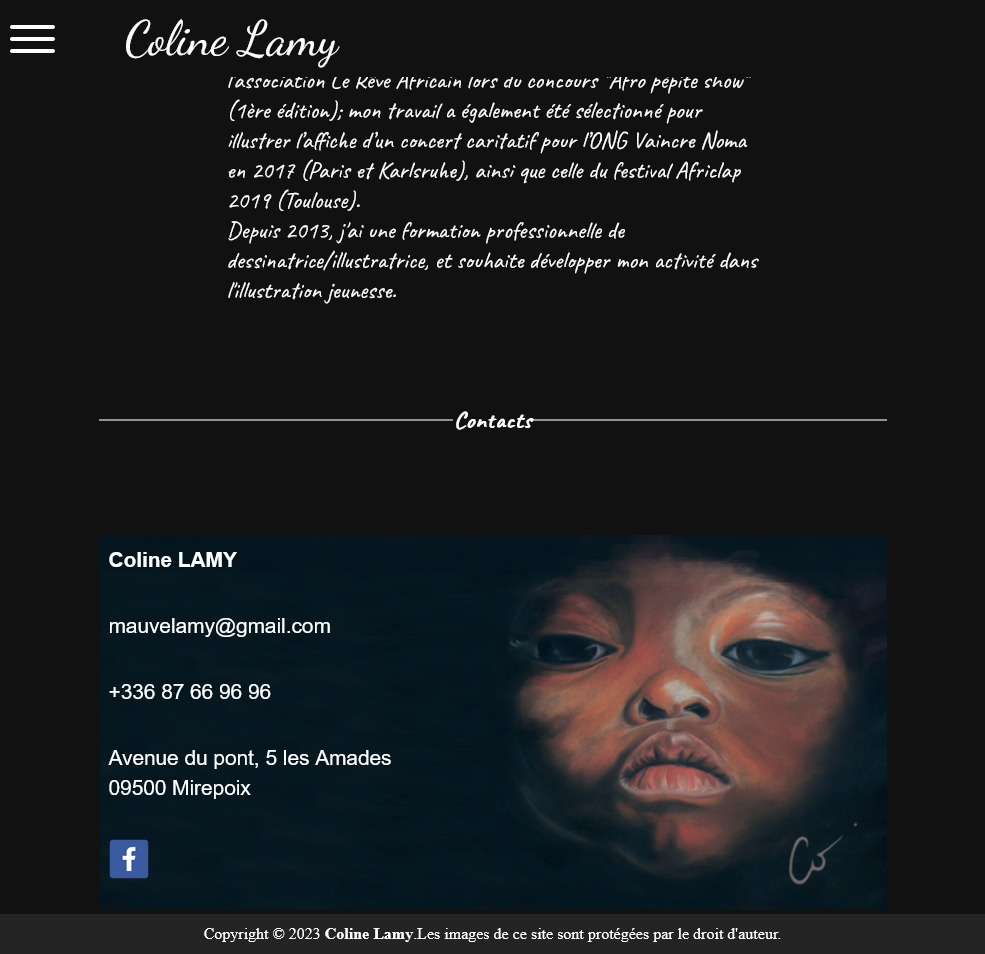 Coline Lamy
l'association Le Rêve Africain lors du concours "Afro pépite show"
(1ère édition); mon travail a également été sélectionné pour
illustrer l’affiche d’un concert caritatif pour l’ONG Vaincre Noma
en 2017 (Paris et Karlsruhe), ainsi que celle du festival Africlap
2019 (Toulouse).
Depuis 2013, j'ai une formation professionnelle de
dessinatrice/illustratrice, et souhaite développer mon activité dans
l'illustration jeunesse.
Contacts
Coline LAMY
mauvelamy@gmail.com
+336 87 66 96 96
Avenue du pont, 5 les Amades
09500 Mirepoix
Copyright © 2023 Coline Lamy.Les images de ce site sont protégées par le droit d'auteur.